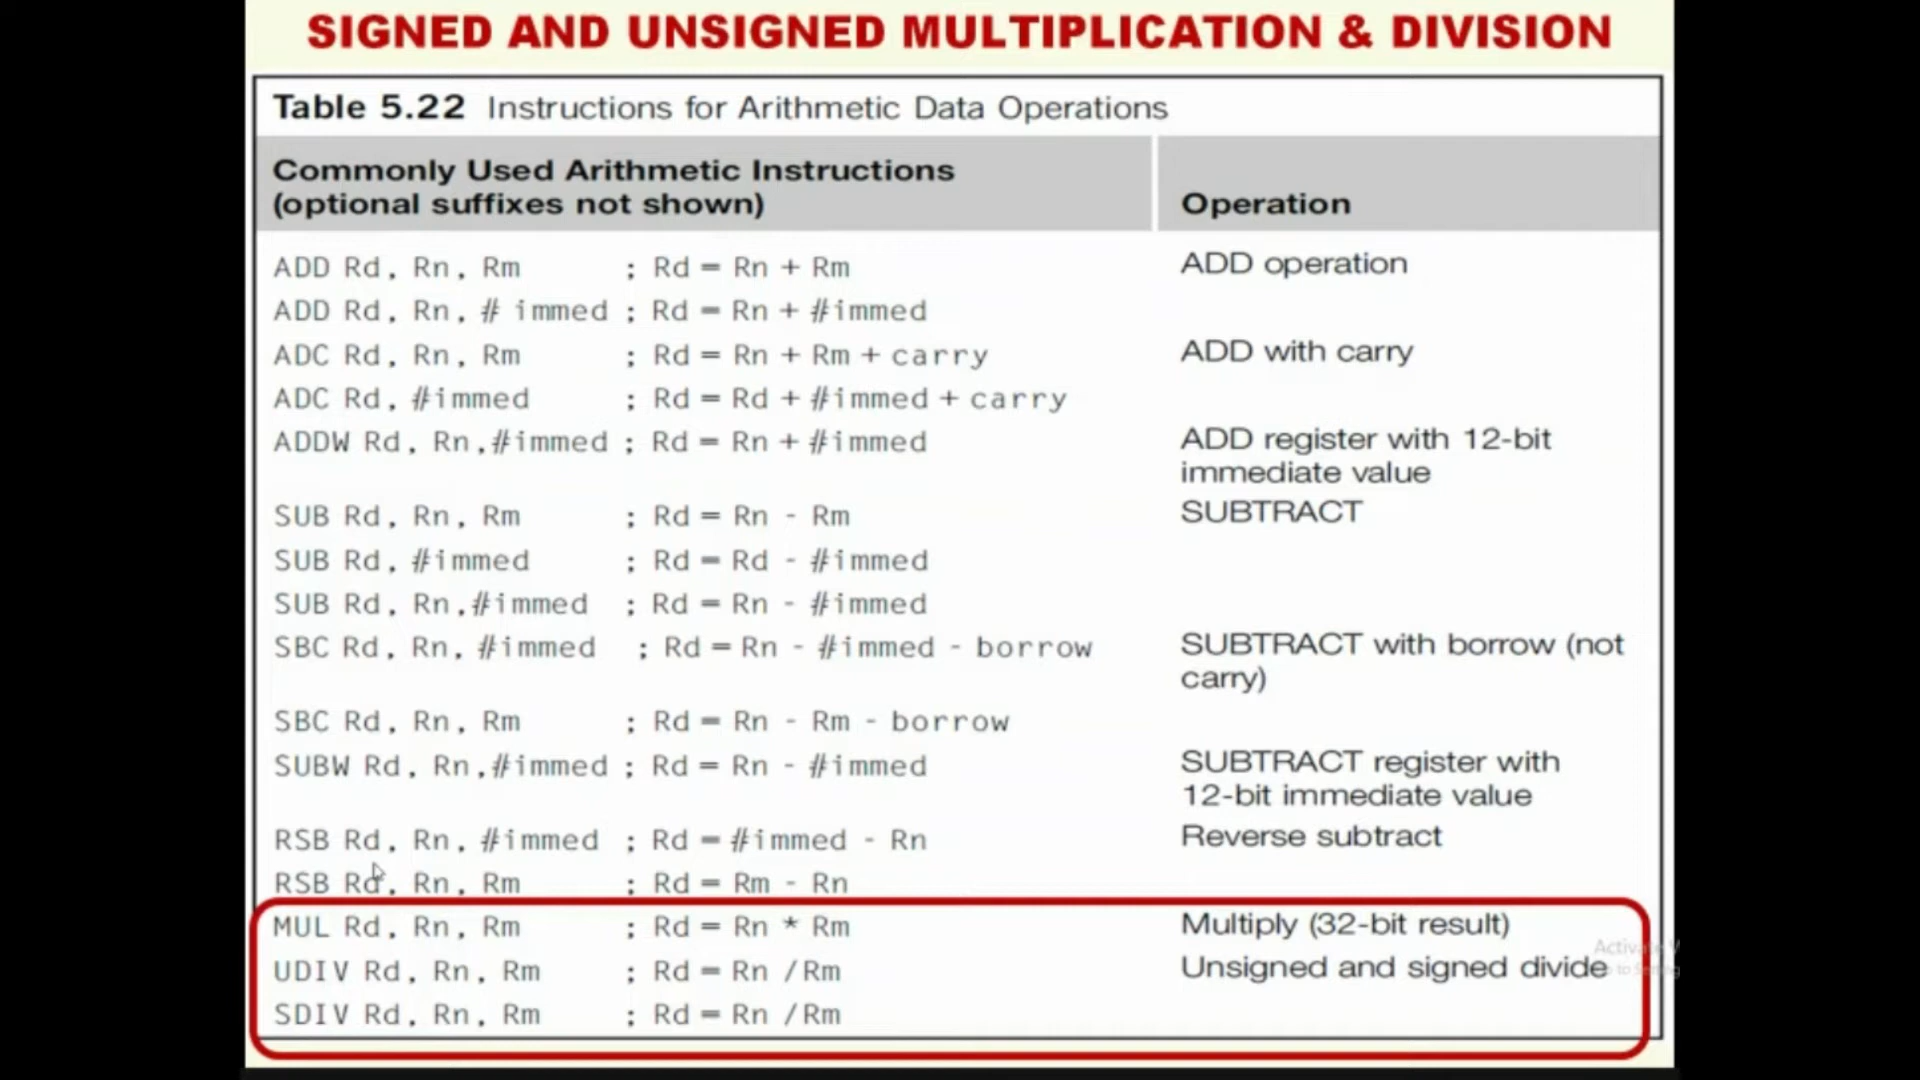 SIGNED AND UNSIGNED MULTIPLICATION & DIVISION
Table 5.22 Instructions for Arithmetic Data Operations
Commonly Used Arithmetic Instructions
(optional suffixes not shown) Operation
ADD Rd, Rn, Rm ; Rd = Rn + Rm ADD operation
ADD Rd, Rn, # immed ; Rd = Rn + #immed
ADC Rd, Rn, Rm ; Rd = Rn + Rm + carry ADD with carry
ADC Rd, #immed ; Rd = Rd + #immed + carry
ADDW Rd, Rn,#immed ; Rd = Rn + #immed ADD register with 12-bit
immediate value
SUB Rd, Rn, Rm ; Rd = Rn - Rm SUBTRACT
SUB Rd, #immed ; Rd = Rd - #immed
SUB Rd, Rn,#immed ; Rd = Rn - #immed
SBC Rd, Rn, #immed ; Rd = Rn - #immed - borrow SUBTRACT with borrow (not
carry)
SBC Rd, Rn, Rm ; Rd = Rn - Rm - borrow
SUBW Rd, Rn,#immed ; Rd = Rn - #immed SUBTRACT register with
12-bit immediate value
RSB Rd, Rn, #immed ; Rd = #immed - Rn Reverse subtract
RSB Rd, Rn, Rm ; Rd = Rm - Rn
MUL Rd, Rn, Rm ; Rd = Rn * Rm Multiply (32-bit result)
UDIV Rd, Rn, Rm ; Rd = Rn /Rm Unsigned and signed divide
SDIV Rd, Rn, Rm ; Rd = Rn /Rm